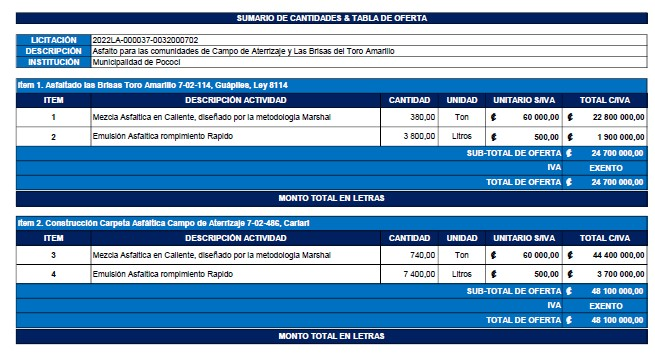 SUMARIO DE CANTIDADES & TABLA DE OFERTA
LICITACIÓN 2022LA-000037-0032000702
DESCRIPCIÓN Asfalto para las comunidades de Campo de Aterrizaje y Las Brisas del Toro Amarillo
INSTITUCIÓN Municipalidad de Pococí
Item 1. Asfaltado las Brisas Toro Amarillo 7-02-114, Guápiles, Ley 8114
ITEM DESCRIPCIÓN ACTIVIDAD CANTIDAD UNIDAD UNITARIO S/IVA TOTAL C/IVA
1 Mezcla Asfaltica en Caliente, diseñado por la metodologia Marshal 380,00 Ton ₡ 60 000,00 ₡ 22 800 000,00
2 Emulsión Asfaltica rompimiento Rapido 3 800,00 Litros ₡ 500,00 ₡ 1 900 000,00
SUB-TOTAL DE OFERTA ₡ 24 700 000,00
IVA EXENTO
TOTAL DE OFERTA ₡ 24 700 000,00
MONTO TOTAL EN LETRAS
Item 2. Construcción Carpeta Asfáltica Campo de Aterrizaje 7-02-486, Cariari
ITEM DESCRIPCIÓN ACTIVIDAD CANTIDAD UNIDAD UNITARIO S/IVA TOTAL C/IVA
3 Mezcla Asfaltica en Caliente, diseñado por la metodologia Marshal 740,00 Ton ₡ 60 000,00 ₡ 44 400 000,00
4 Emulsión Asfaltica rompimiento Rapido 7 400,00 Litros ₡ 500,00 ₡ 3 700 000,00
SUB-TOTAL DE OFERTA ₡ 48 100 000,00
IVA EXENTO
TOTAL DE OFERTA ₡ 48 100 000,00
MONTO TOTAL EN LETRAS